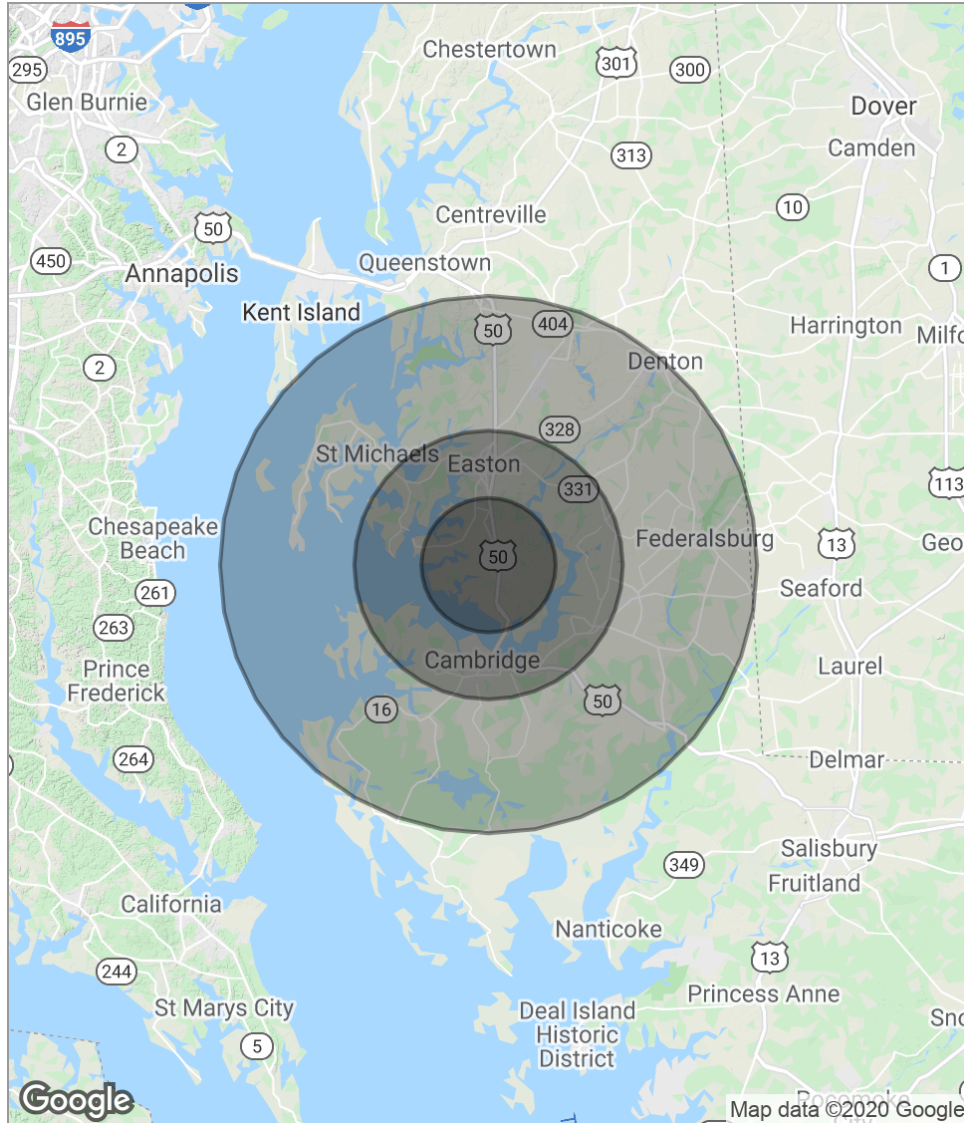 895
Chestertown
301
300
295
Glen Burnie
Dover
2
313
Camden
Centreville
10
50
450
Queenstown
1
Annapolis
Kent Island
50
404
Harrington
Milfo
2
Denton
328
St Michaels
Easton
331
113
Chesapeake
Beach
Federalsburg
13
Geo
50
261
Seaford
263
Prince
Frederick
Cambridge
Laurel
16
50
264
Delmar
Salisbury
349
Fruitland
California
Nanticoke
244
13
St Marys City
Princess Anne
Deal Island
Historic
District
Sno
5
Google
Pocomoke
City
Map data ©2020 Google